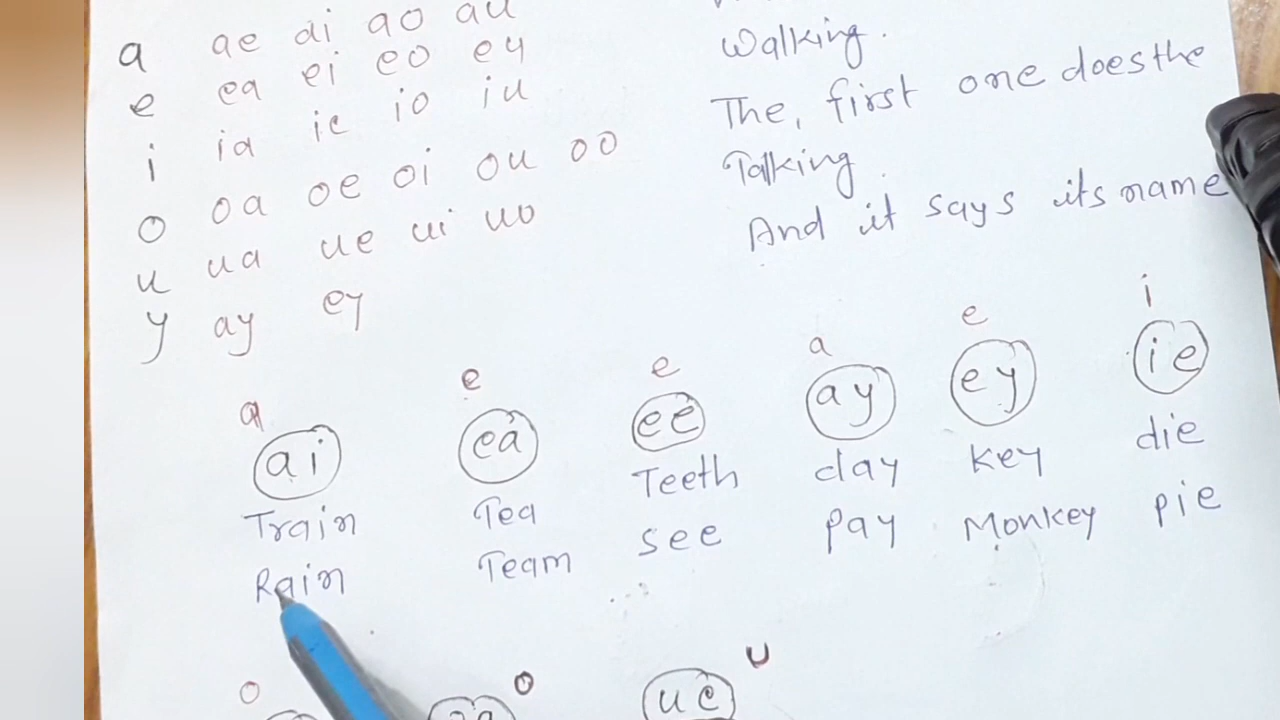 a ae ai ao au
e ea ei eo ey
i ia ie io iu
o oa oe oi ou oo
u ua ue ui uo
y ay ey
Walking.
The, first one does the
Talking.
And it says its name
a e e a e i
ai ea ee ay ey ie
Train Tea Teeth day key die
Rain Team see pay Monkey pie
o o u
oa ue